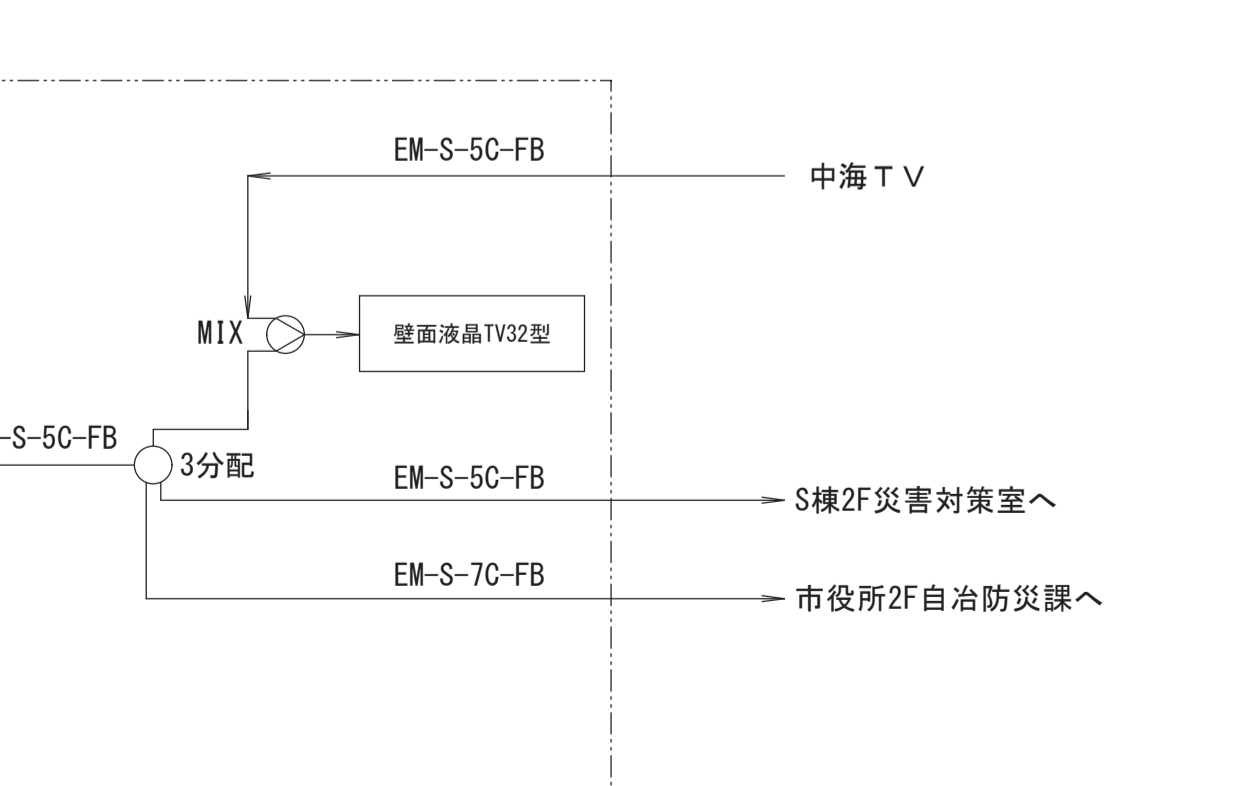 EM-S-5C-FB
中海TV
MIX
壁面液晶TV32型
-S-5C-FB
3分配
EM-S-5C-FB
S棟2F災害対策室へ
EM-S-7C-FB
市役所2F自冶防災課へ